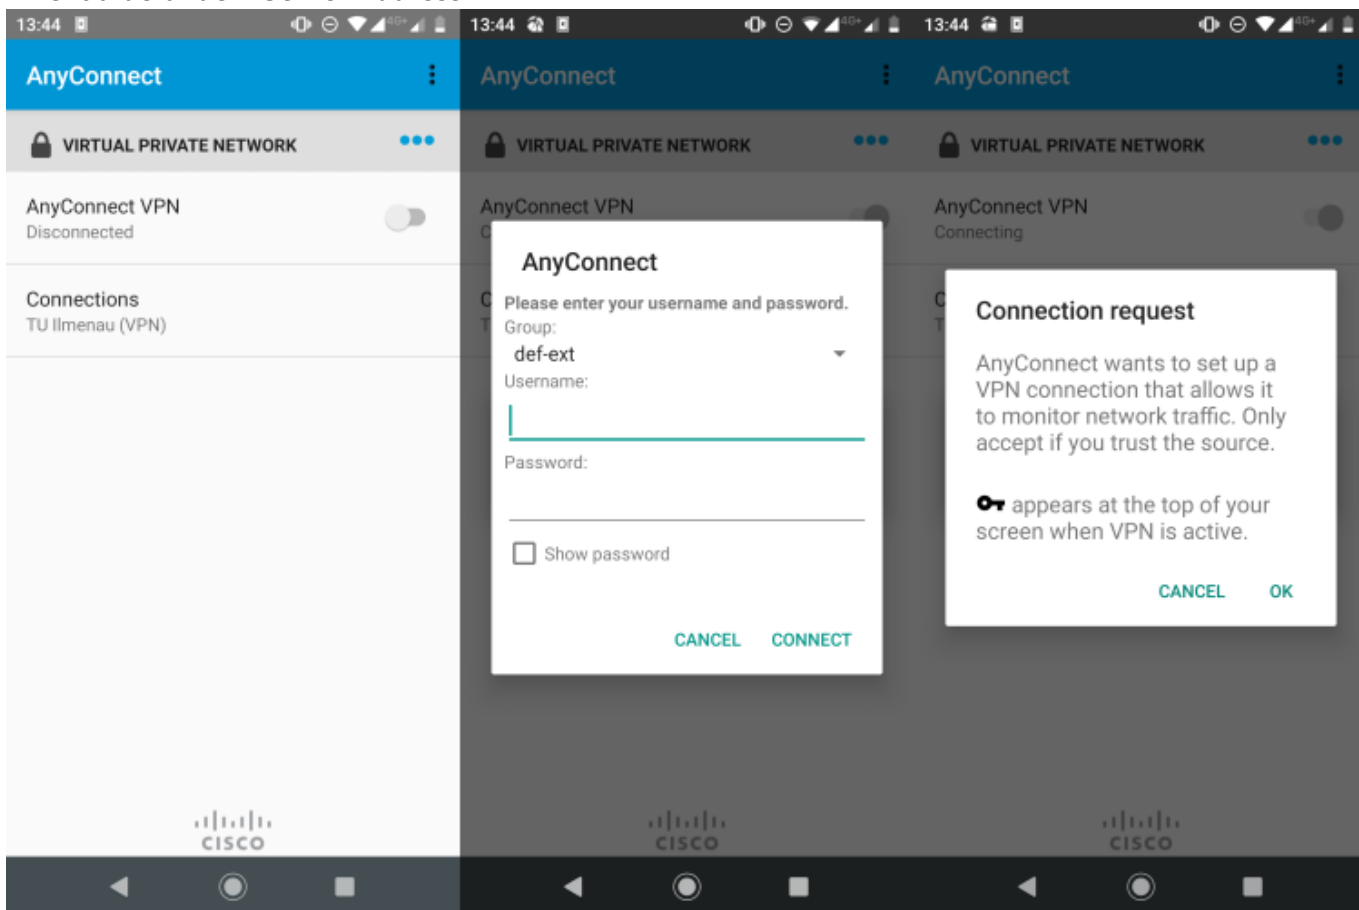 13:44
4G+
AnyConnect
VIRTUAL PRIVATE NETWORK
AnyConnect VPN
Disconnected
Connections
TU Ilmenau (VPN)
CISCO
13:44
4G+
AnyConnect
VIRTUAL PRIVATE NETWORK
AnyConnect VPN
C
AnyConnect
Please enter your username and password.
Group:
def-ext
Username:
Password:
Show password
CANCEL CONNECT
C
T
CISCO
13:44
4G+
AnyConnect
VIRTUAL PRIVATE NETWORK
AnyConnect VPN
Connecting
C
T
Connection request
AnyConnect wants to set up a
VPN connection that allows it
to monitor network traffic. Only
accept if you trust the source.
appears at the top of your
screen when VPN is active.
CANCEL OK
CISCO